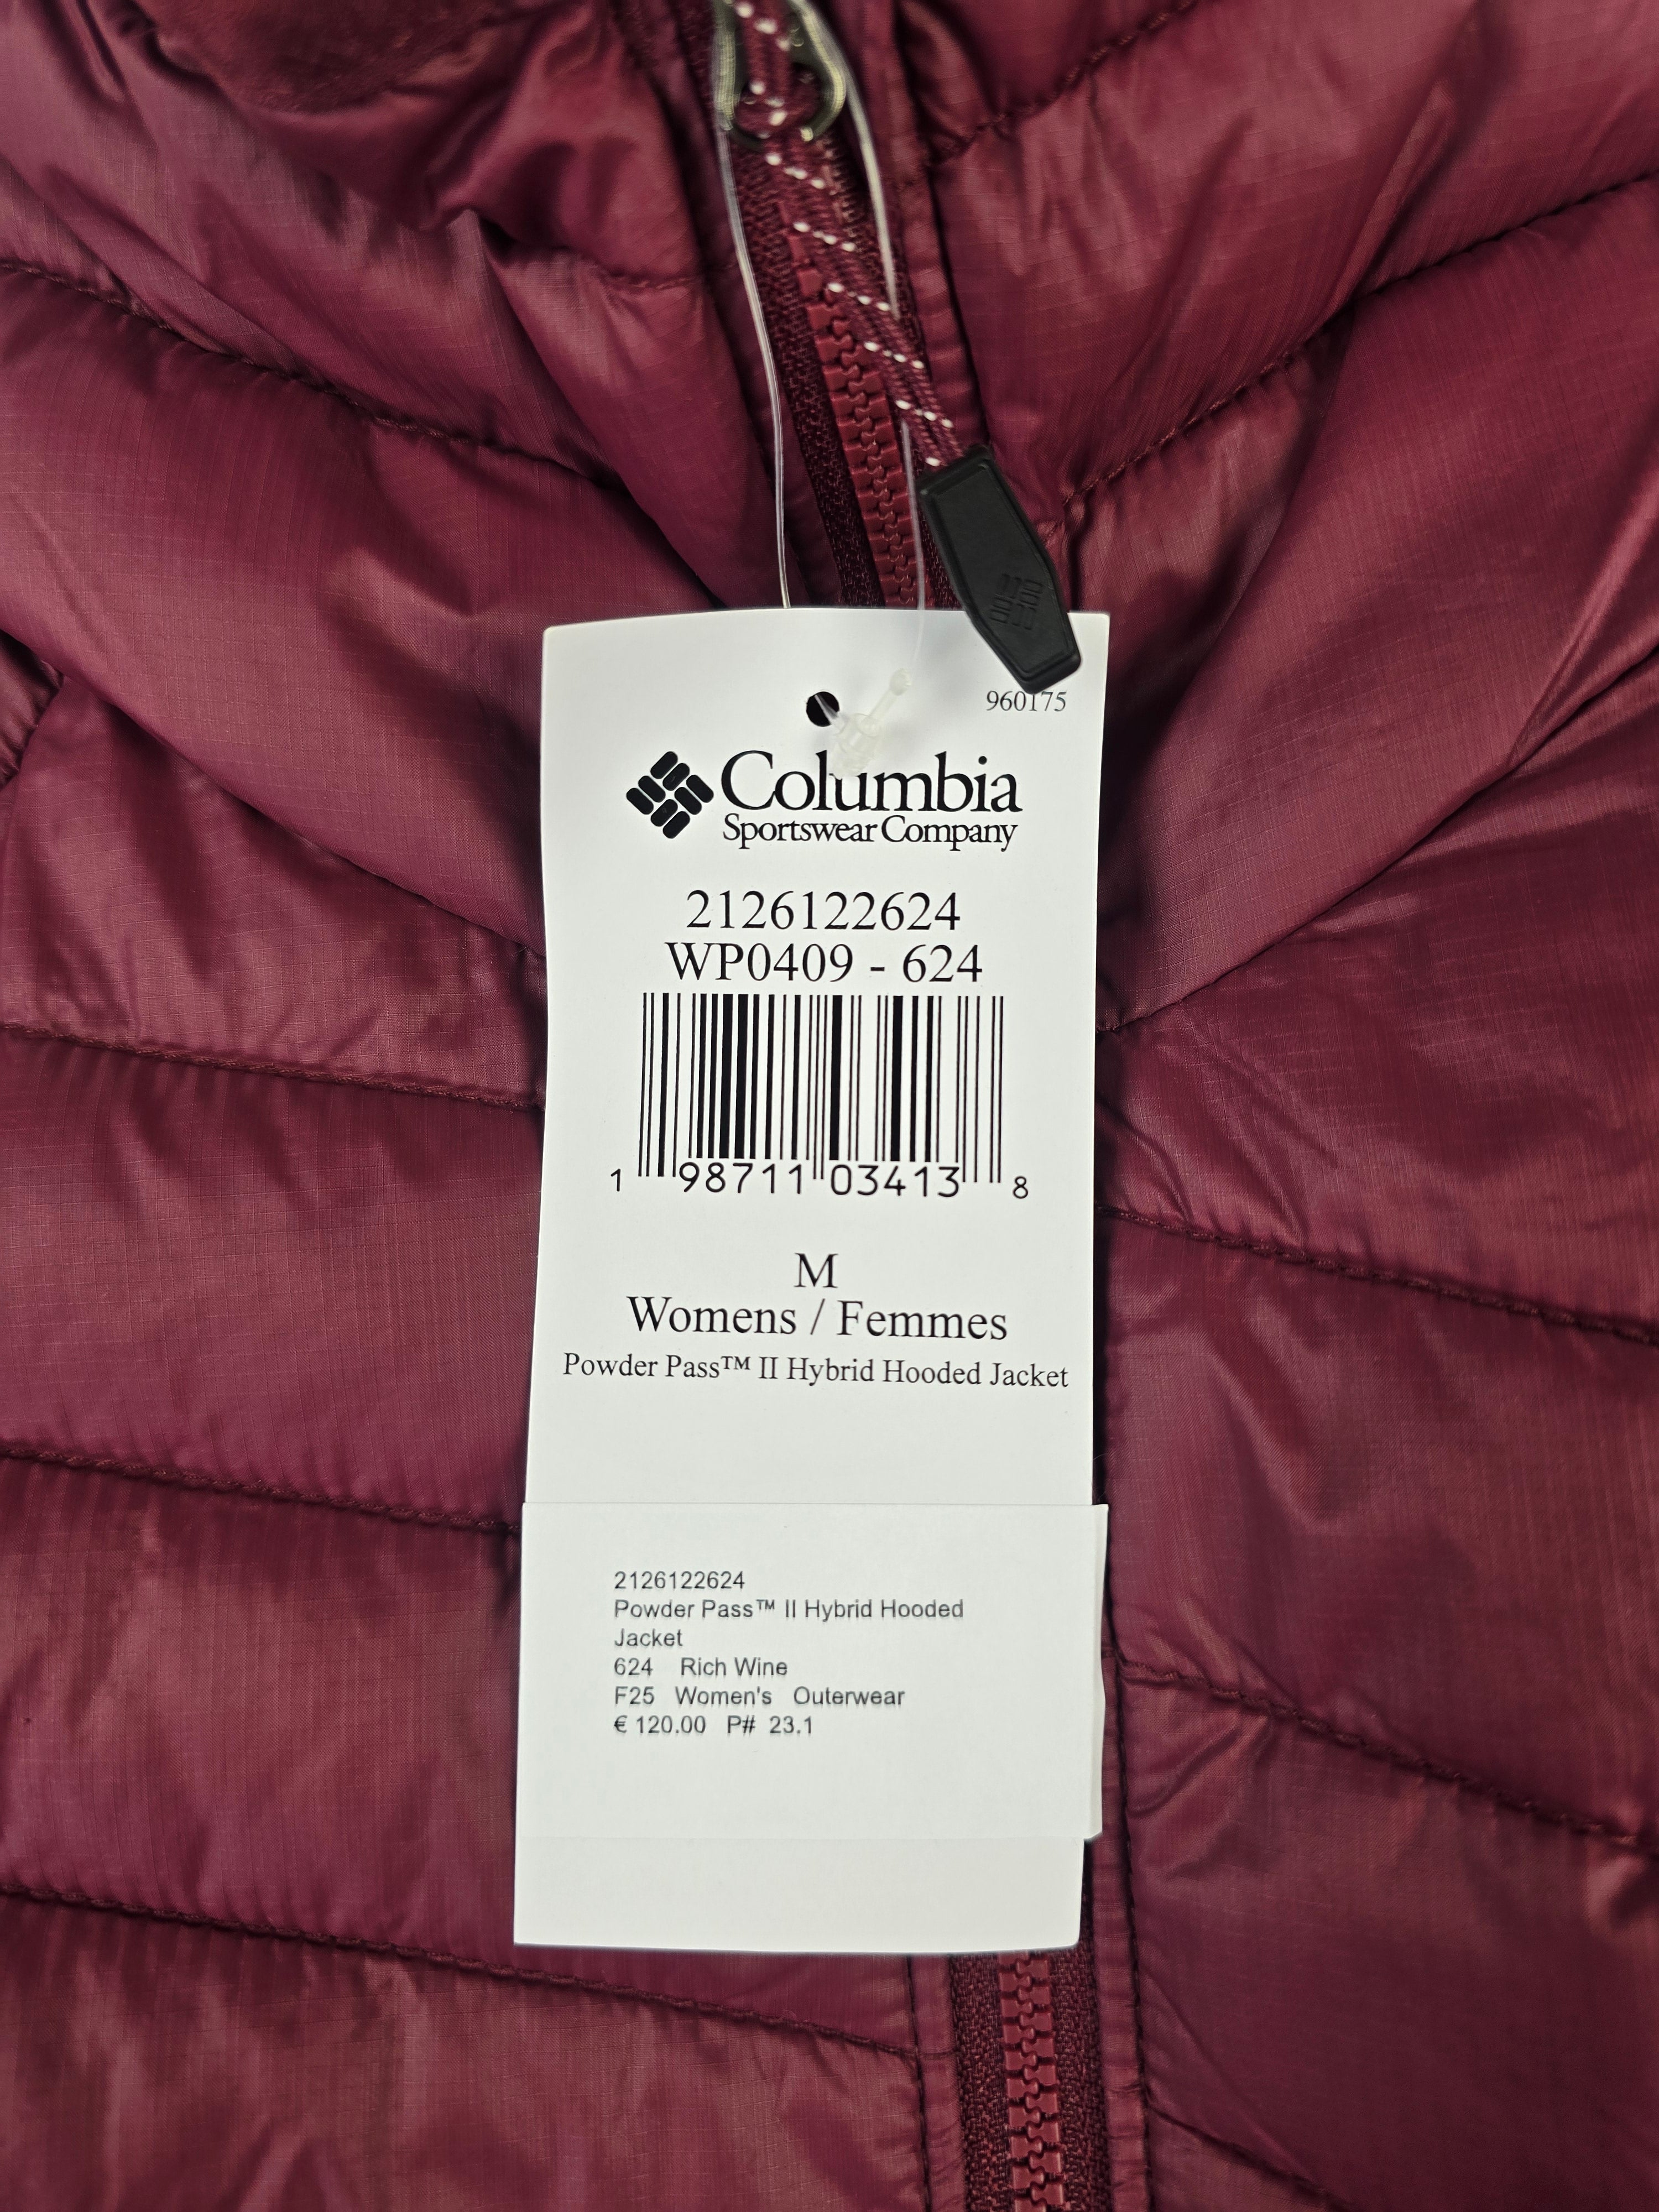 960175
Columbia
Sportswear Company
2126122624
WP0409 - 624
1 98711 03413 8
M
Womens / Femmes
Powder Pass™ II Hybrid Hooded Jacket
2126122624
Powder Pass™ II Hybrid Hooded
Jacket
624 Rich Wine
F25 Women's Outerwear
€ 120.00 P# 23.1